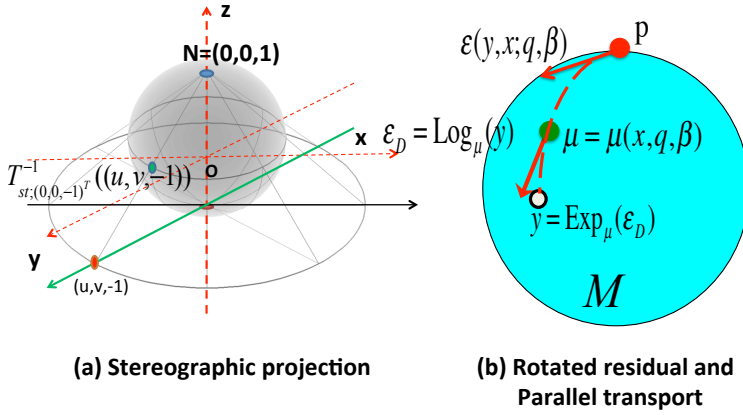 z
N=(0,0,1)
x
T^{-1}_{st;(0,0,-1)^T}((u,v,-1))
o
y
(u,v,-1)
(a) Stereographic projection
p
ε(y,x;q,β)
ε_D = Log_μ(y)
μ = μ(x,q,β)
y = Exp_μ(ε_D)
M
(b) Rotated residual and
Parallel transport